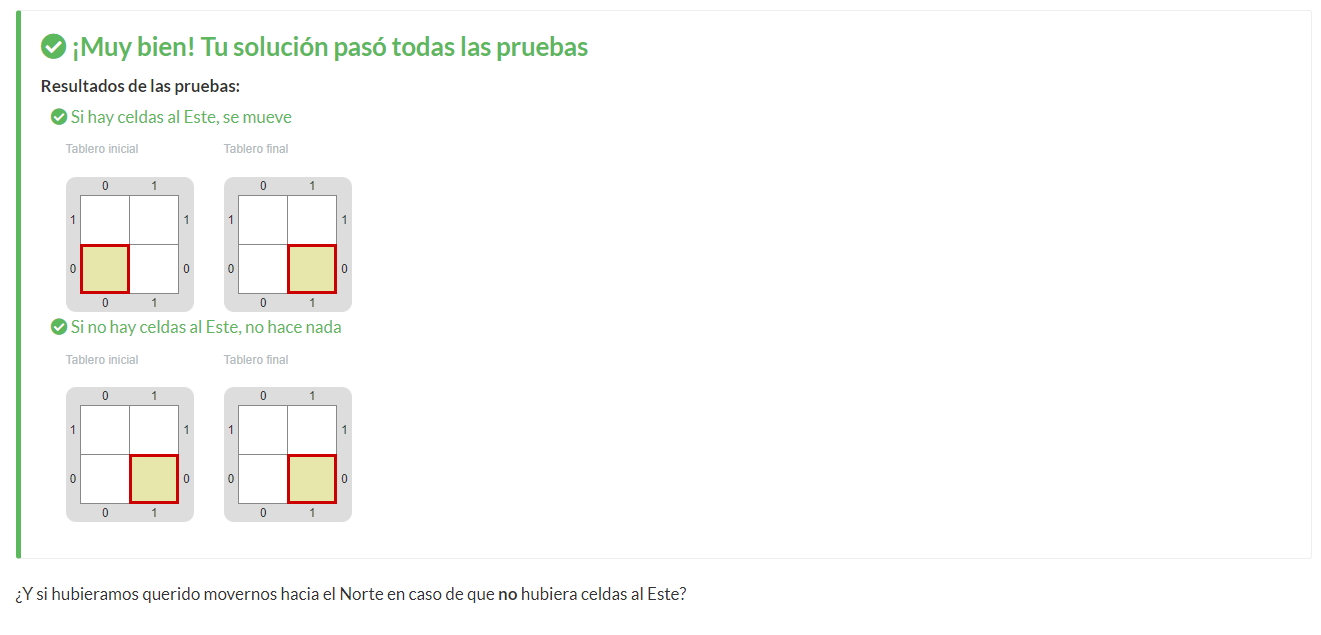 ¡Muy bien! Tu solución pasó todas las pruebas
Resultados de las pruebas:
Si hay celdas al Este, se mueve
Tablero inicial Tablero final
0 1 0 1
1 1 1 1
0 0 0 0
0 1 0 1
Si no hay celdas al Este, no hace nada
Tablero inicial Tablero final
0 1 0 1
1 1 1 1
0 0 0 0
0 1 0 1
¿Y si hubieramos querido movernos hacia el Norte en caso de que no hubiera celdas al Este?